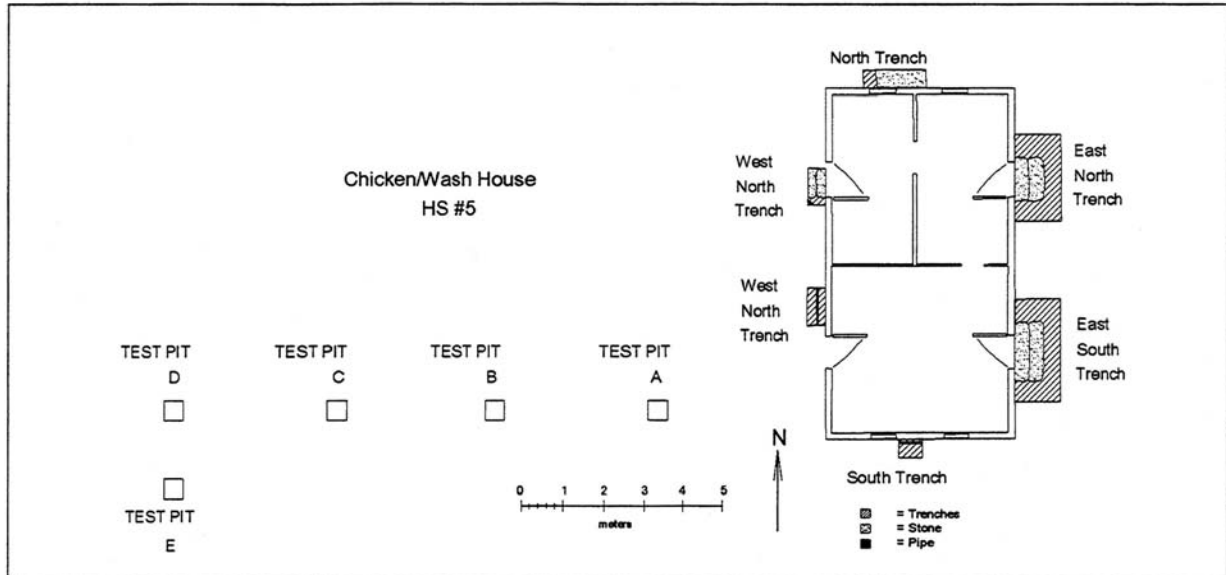 North Trench
West
North
Trench
East
North
Trench
Chicken/Wash House
HS #5
West
North
Trench
East
South
Trench
TEST PIT
D
TEST PIT
C
TEST PIT
B
TEST PIT
A
N
TEST PIT
E
0 1 2 3 4 5
meters
South Trench
= Trenches
= Stone
= Pipe